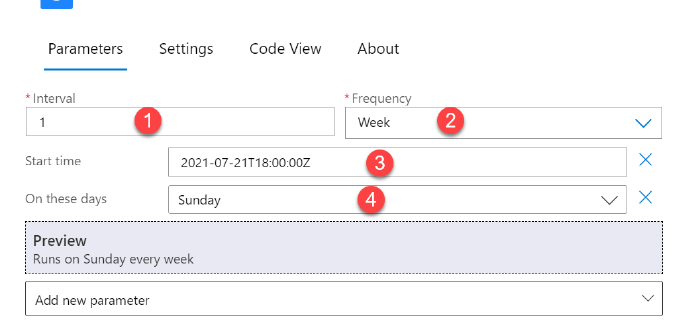 Parameters Settings Code View About
* Interval * Frequency
1 1 Week 2
Start time 2021-07-21T18:00:00Z 3
On these days Sunday 4
Preview
Runs on Sunday every week
Add new parameter